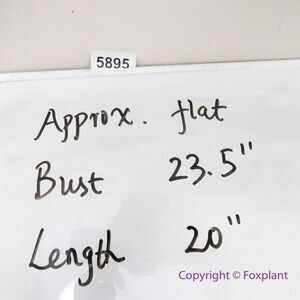 5895
Approx. flat
Bust 23.5"
Length 20"
Copyright © Foxplant